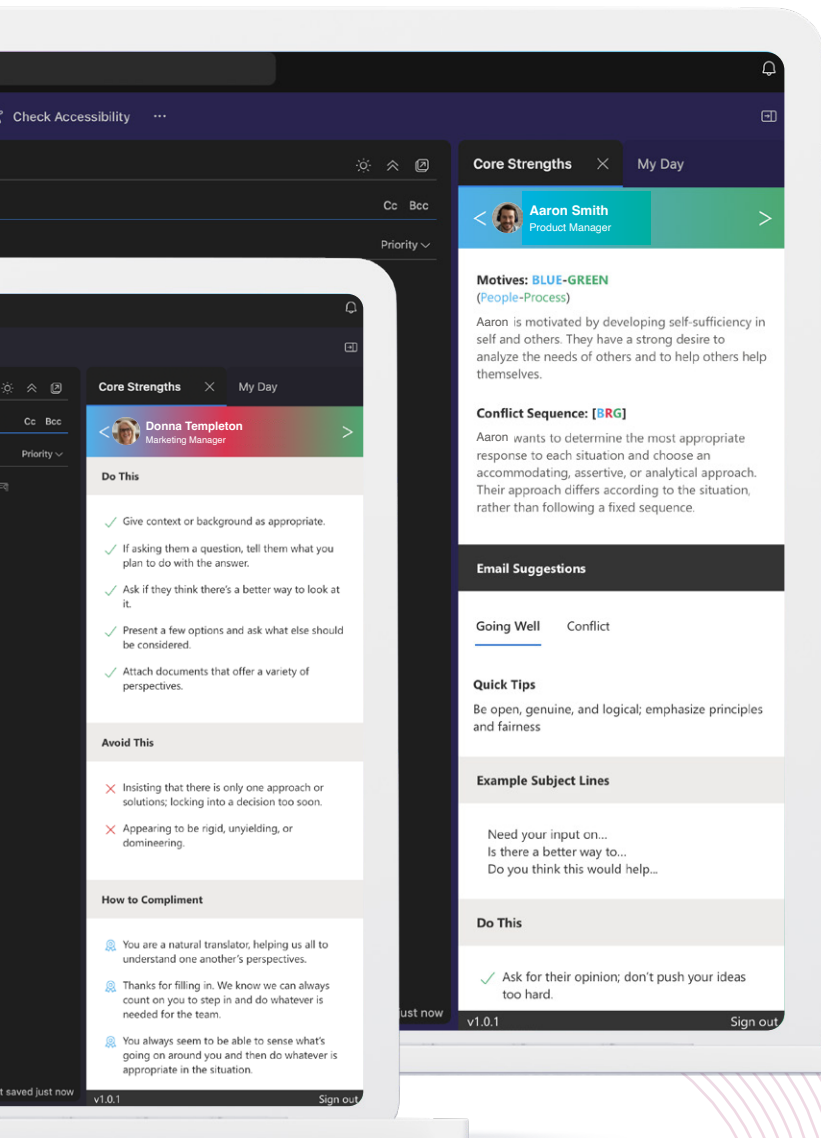 Check Accessibility ···
Cc Bcc
Priority
Core Strengths
My Day
Aaron Smith
Product Manager
Motives: BLUE-GREEN
(People-Process)
Aaron is motivated by developing self-sufficiency in
self and others. They have a strong desire to
analyze the needs of others and to help others help
themselves.
Conflict Sequence: [BRG]
Aaron wants to determine the most appropriate
response to each situation and choose an
accommodating, assertive, or analytical approach.
Their approach differs according to the situation,
rather than following a fixed sequence.
Email Suggestions
Going Well Conflict
Quick Tips
Be open, genuine, and logical; emphasize principles
and fairness
Example Subject Lines
Need your input on...
Is there a better way to...
Do you think this would help...
Do This
Ask for their opinion; don't push your ideas
too hard.
just now
v1.0.1 Sign out
Cc Bcc
Priority
Core Strengths
My Day
Donna Templeton
Marketing Manager
Do This
Give context or background as appropriate.
If asking them a question, tell them what you
plan to do with the answer.
Ask if they think there's a better way to look at
it.
Present a few options and ask what else should
be considered.
Attach documents that offer a variety of
perspectives.
Avoid This
Insisting that there is only one approach or
solutions; locking into a decision too soon.
Appearing to be rigid, unyielding, or
domineering.
How to Compliment
You are a natural translator, helping us all to
understand one another's perspectives.
Thanks for filling in. We know we can always
count on you to step in and do whatever is
needed for the team.
You always seem to be able to sense what's
going on around you and then do whatever is
appropriate in the situation.
t saved just now
v1.0.1 Sign out